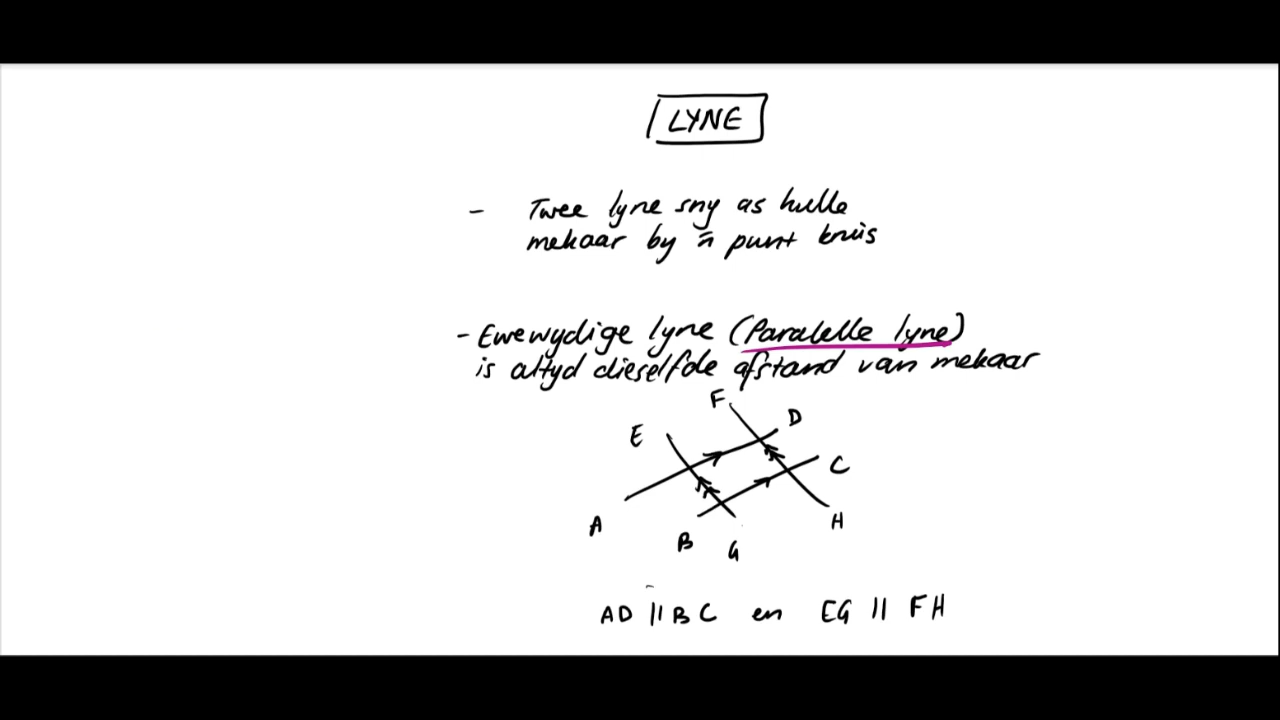 LYNE
- Twee lyne sny as hulle
mekaar by 'n punt kruis
- Ewewydige lyne (Paralelle lyne)
is altyd dieselfde afstand van mekaar
F
D
E
C
A
H
B
G
AD || BC en EG || FH